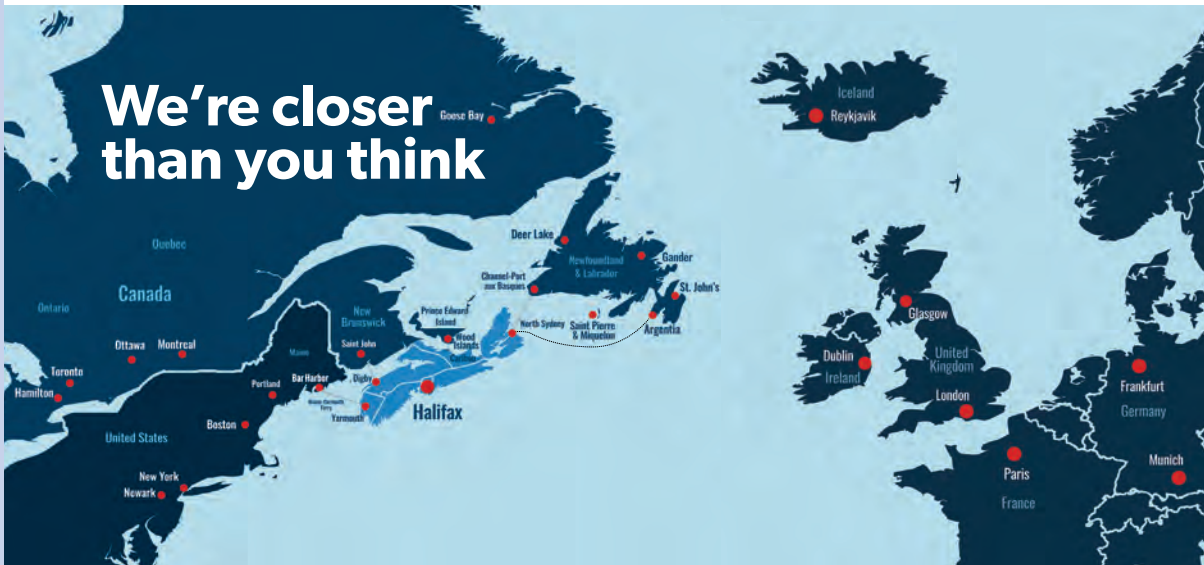 We're closer
than you think
Goose Bay
Iceland
Reykjavik
Quebec
Deer Lake
Newfoundland
& Labrador
Gander
Channel-Part
aux Basques
St. John's
Canada
Ontario
New
Brunswick
Prince Edward
Island
Wood
Islands
North Sydney
Saint Pierre
& Miquelon
Argentia
Glasgow
Ottawa
Montreal
Maine
Saint John
Dublin
Ireland
United
Kingdom
Toronto
Hamilton
Portland
Bar Harbor
Digby
Ferry
Yarmouth
Halifax
London
Frankfurt
Germany
Boston
United States
New York
Newark
Paris
France
Munich